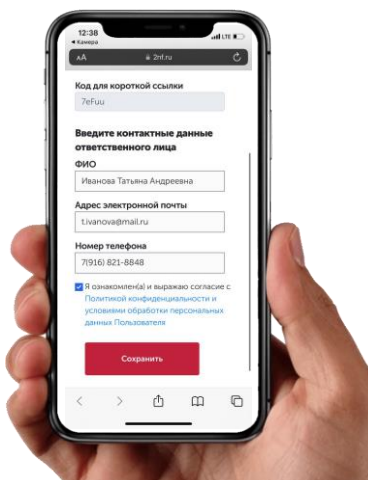 12:38
LTE
Камера
AA
2nf.ru
Код для короткой ссылки
7eFuu
Введите контактные данные
ответственного лица
ФИО
Иванова Татьяна Андреевна
Адрес электронной почты
t.ivanova@mail.ru
Номер телефона
7(916) 821-8848
Я ознакомлен(а) и выражаю согласие с
Политикой конфиденциальности и
условиями обработки персональных
данных Пользователя
Сохранить